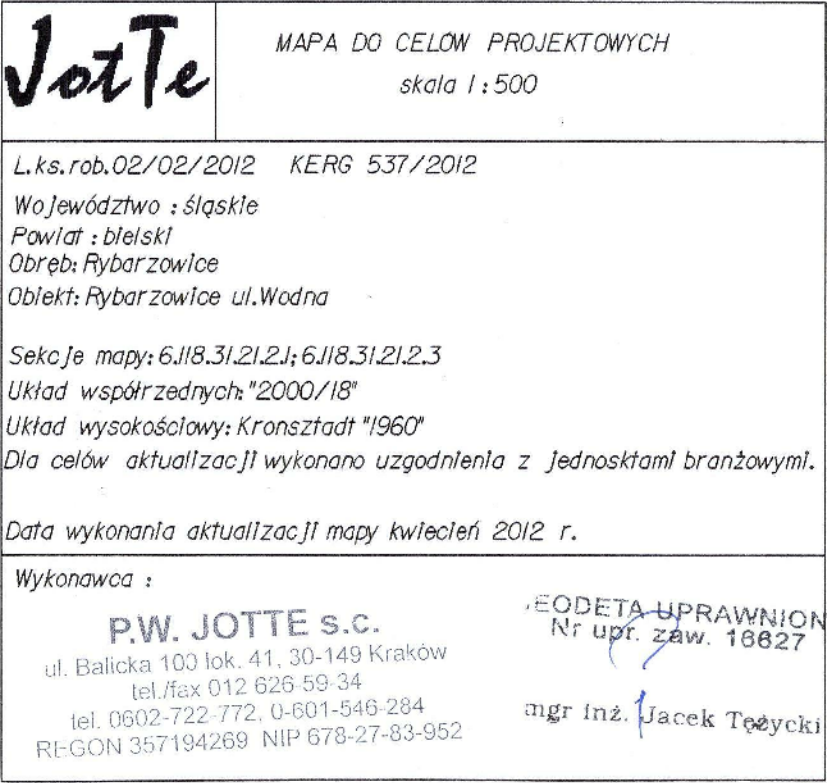 JotTe
MAPA DO CELÓW PROJEKTOWYCH
skala 1:500
L.ks.rob.02/02/2012 KERG 537/2012
Województwo : śląskie
Powiat : bielski
Obręb: Rybarzowice
Obiekt: Rybarzowice ul.Wodna
Sekcje mapy: 6.118.31.21.2.1; 6.118.31.21.2.3
Układ współrzednych: "2000/18"
Układ wysokościowy: Kronsztadt "1960"
Dla celów aktualizacji wykonano uzgodnienia z jednosktami branżowymi.
Data wykonania aktualizacji mapy kwiecień 2012 r.
Wykonawca :
P.W. JOTTE s.c.
ul. Balicka 100 lok. 41, 30-149 Kraków
tel./fax 012 626-59-34
tel. 0602-722-772, 0-601-546-284
REGON 357194269 NIP 678-27-83-952
EODETA UPRAWNION
Nr upr. zaw. 16627
mgr inż. Jacek Tężycki